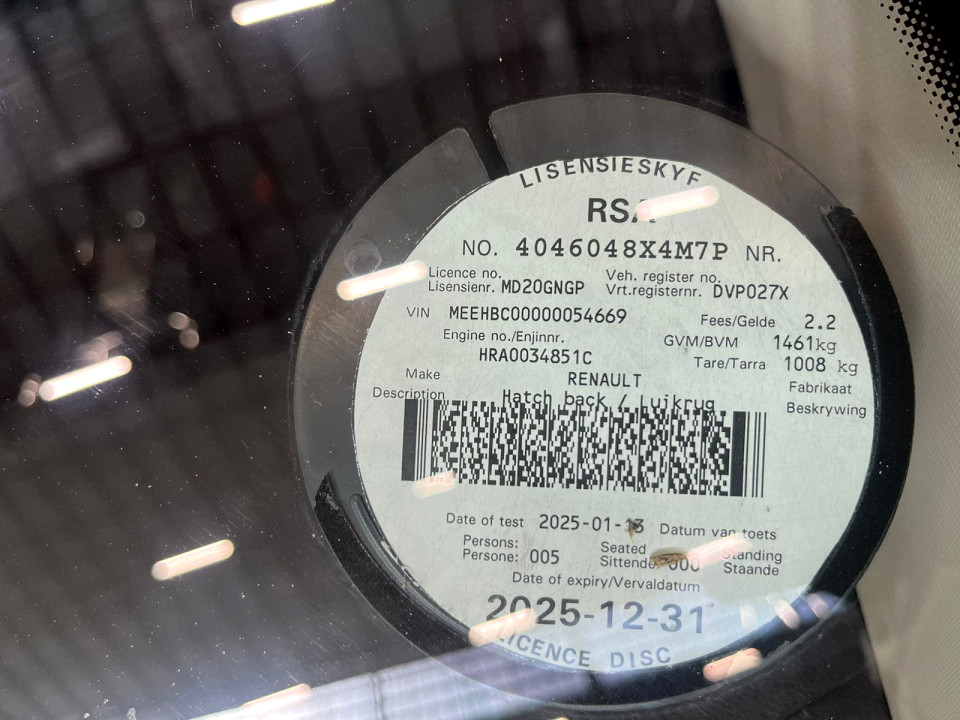 LISENSIESKYF
RSA
NO. 4046048X4M7P NR.
Licence no. Veh. register no.
Lisensienr. MD20GNGP Vrt.registernr. DVP027X
VIN MEEHBC00000054669 Fees/Gelde 2.2
Engine no./Enjinnr. GVM/BVM 1461kg
HRA0034851C Tare/Tarra 1008 kg
Make RENAULT Fabrikaat
Description Hatch back / Luikrug Beskrywing
Date of test 2025-01-13 Datum van toets
Persons: Seated Standing
Persone: 005 Sittende: 000 Staande
Date of expiry/Vervaldatum
2025-12-31
LICENCE DISC